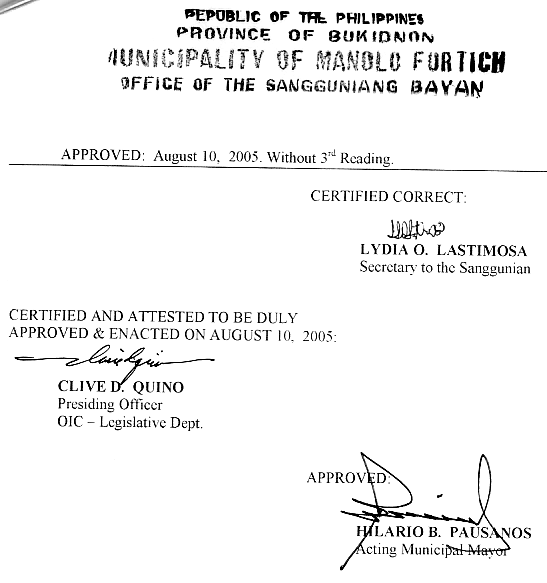 REPUBLIC OF THE PHILIPPINES
PROVINCE OF BUKIDNON
MUNICIPALITY OF MANOLO FORTICH
OFFICE OF THE SANGGUNIANG BAYAN
APPROVED: August 10, 2005. Without 3rd Reading.
CERTIFIED CORRECT:
LYDIA O. LASTIMOSA
Secretary to the Sanggunian
CERTIFIED AND ATTESTED TO BE DULY
APPROVED & ENACTED ON AUGUST 10, 2005:
CLIVE D. QUINO
Presiding Officer
OIC – Legislative Dept.
APPROVED:
HILARIO B. PAUSANOS
Acting Municipal Mayor